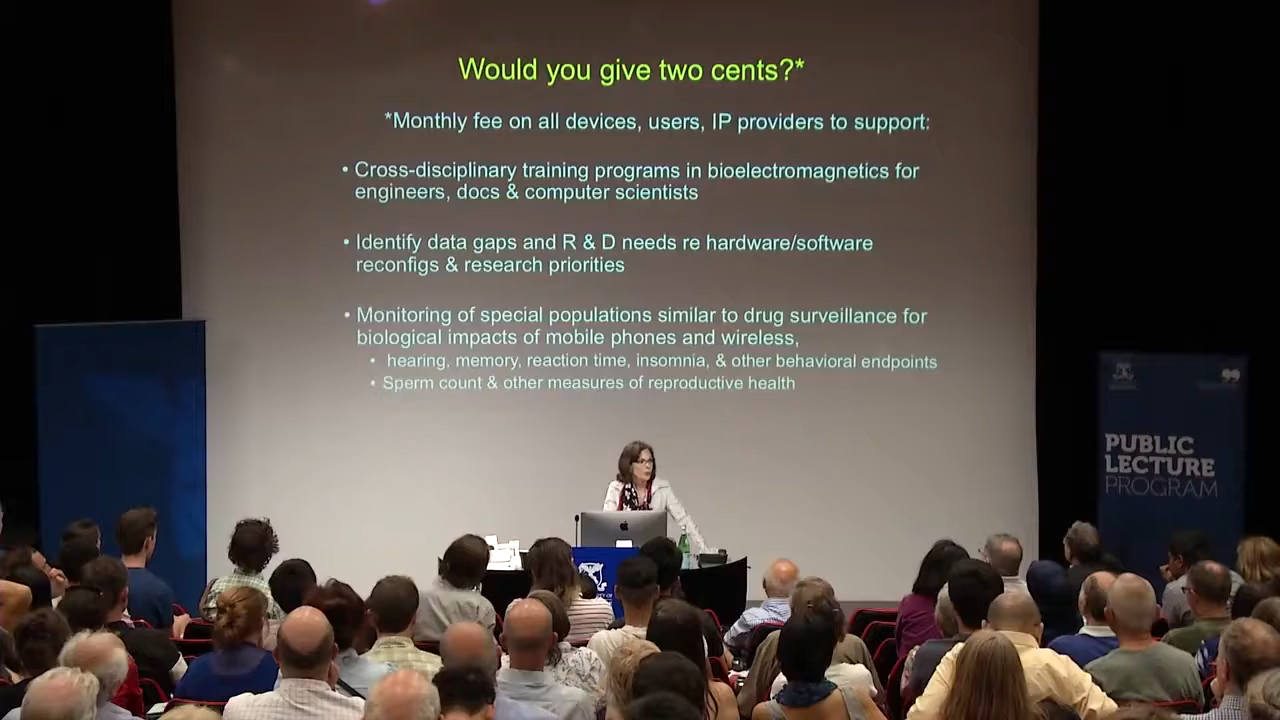 Would you give two cents?*
*Monthly fee on all devices, users, IP providers to support:
• Cross-disciplinary training programs in bioelectromagnetics for
engineers, docs & computer scientists
• Identify data gaps and R & D needs re hardware/software
reconfigs & research priorities
• Monitoring of special populations similar to drug surveillance for
biological impacts of mobile phones and wireless,
• hearing, memory, reaction time, insomnia, & other behavioral endpoints
• Sperm count & other measures of reproductive health
PUBLIC
LECTURE
PROGRAM